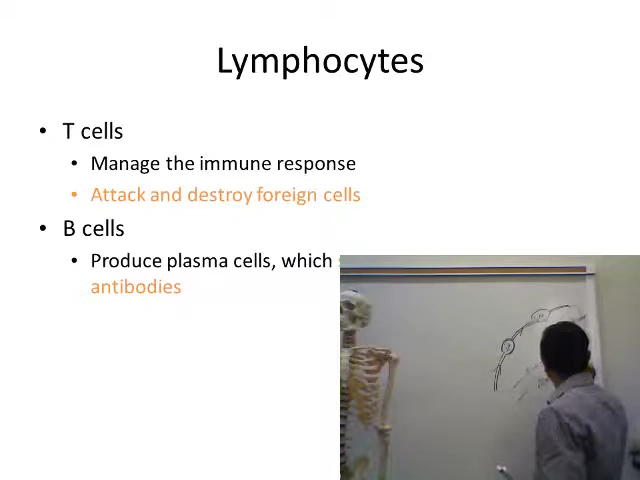 Lymphocytes
• T cells
• Manage the immune response
• Attack and destroy foreign cells
• B cells
• Produce plasma cells, which
antibodies